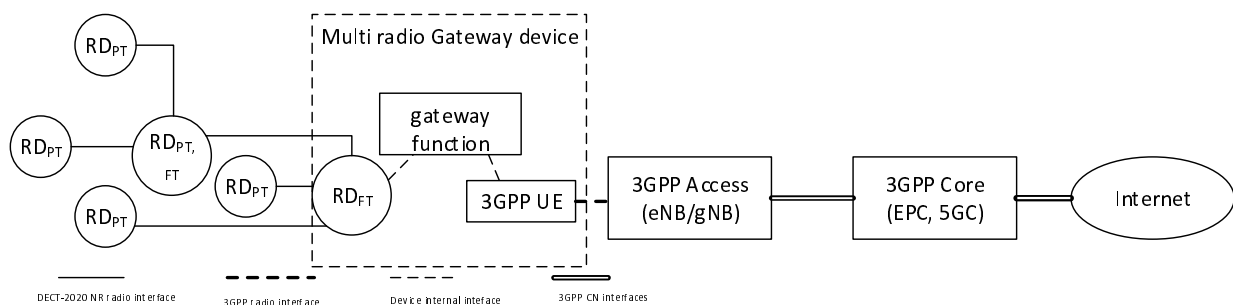 RDPT
Multi radio Gateway device
gateway
function
RDPT
RDPT,
FT
RDPT
RDFT
3GPP UE
3GPP Access
(eNB/gNB)
3GPP Core
(EPC, 5GC)
Internet
RDPT
DECT-2020 NR radio interface
3GPP radio interface
Device internal inteface
3GPP CN interfaces